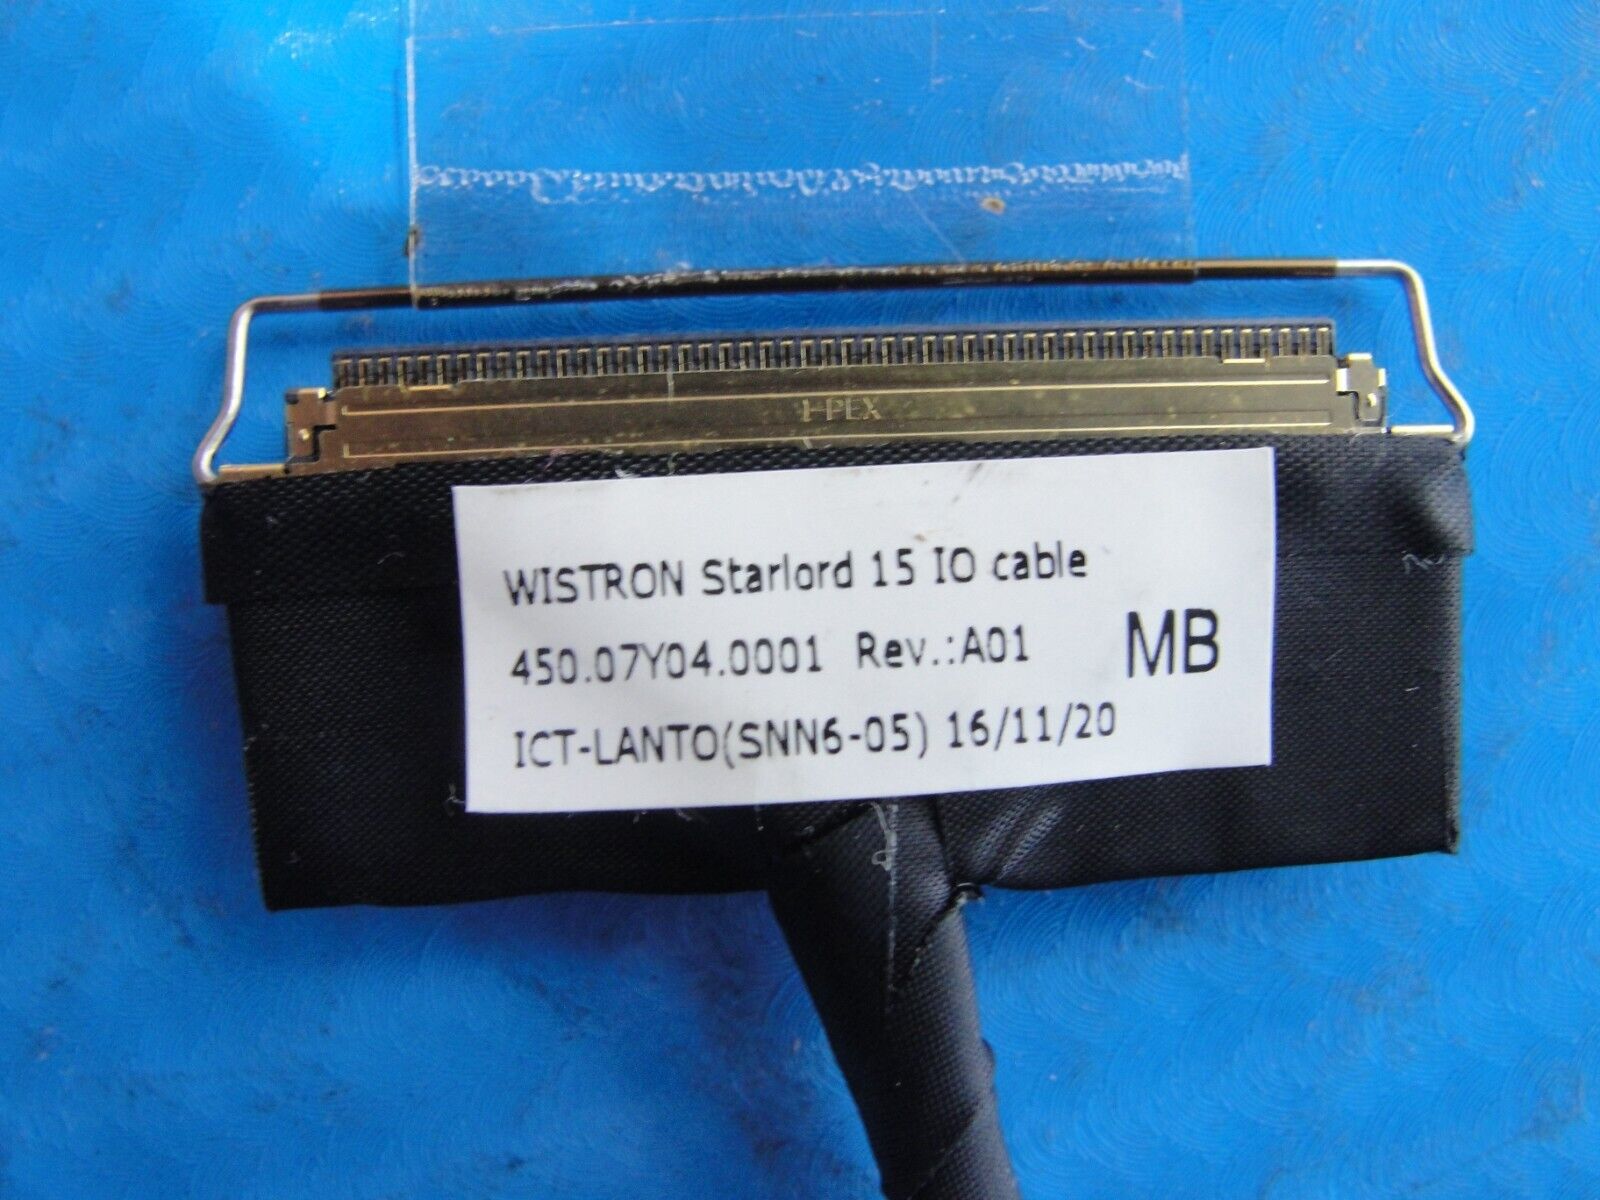 I-PEX
WISTRON Starlord 15 IO cable
450.07Y04.0001 Rev.:A01
MB
ICT-LANTO(SNN6-05) 16/11/20